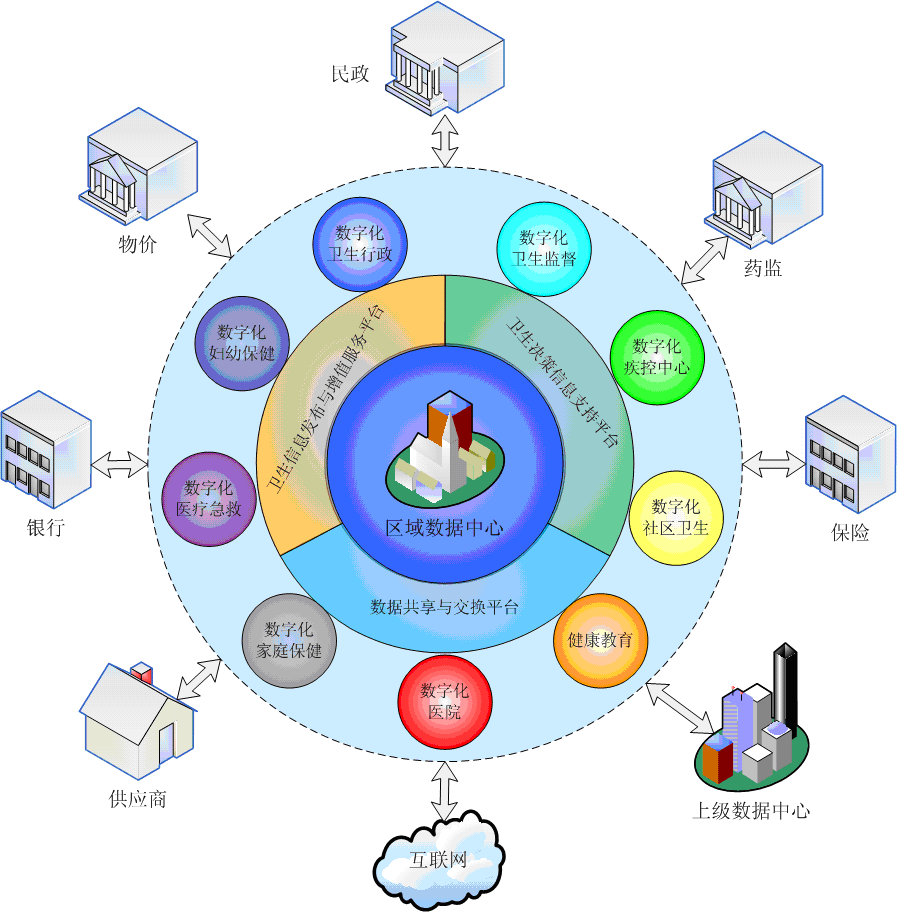 民政
物价
药监
数字化
卫生行政
数字化
卫生监督
数字化
妇幼保健
数字化
疾控中心
卫生信息发布与增值服务平台
卫生决策信息支持平台
银行
数字化
医疗急救
区域数据中心
数字化
社区卫生
保险
数据共享与交换平台
数字化
家庭保健
健康教育
数字化
医院
供应商
上级数据中心
互联网